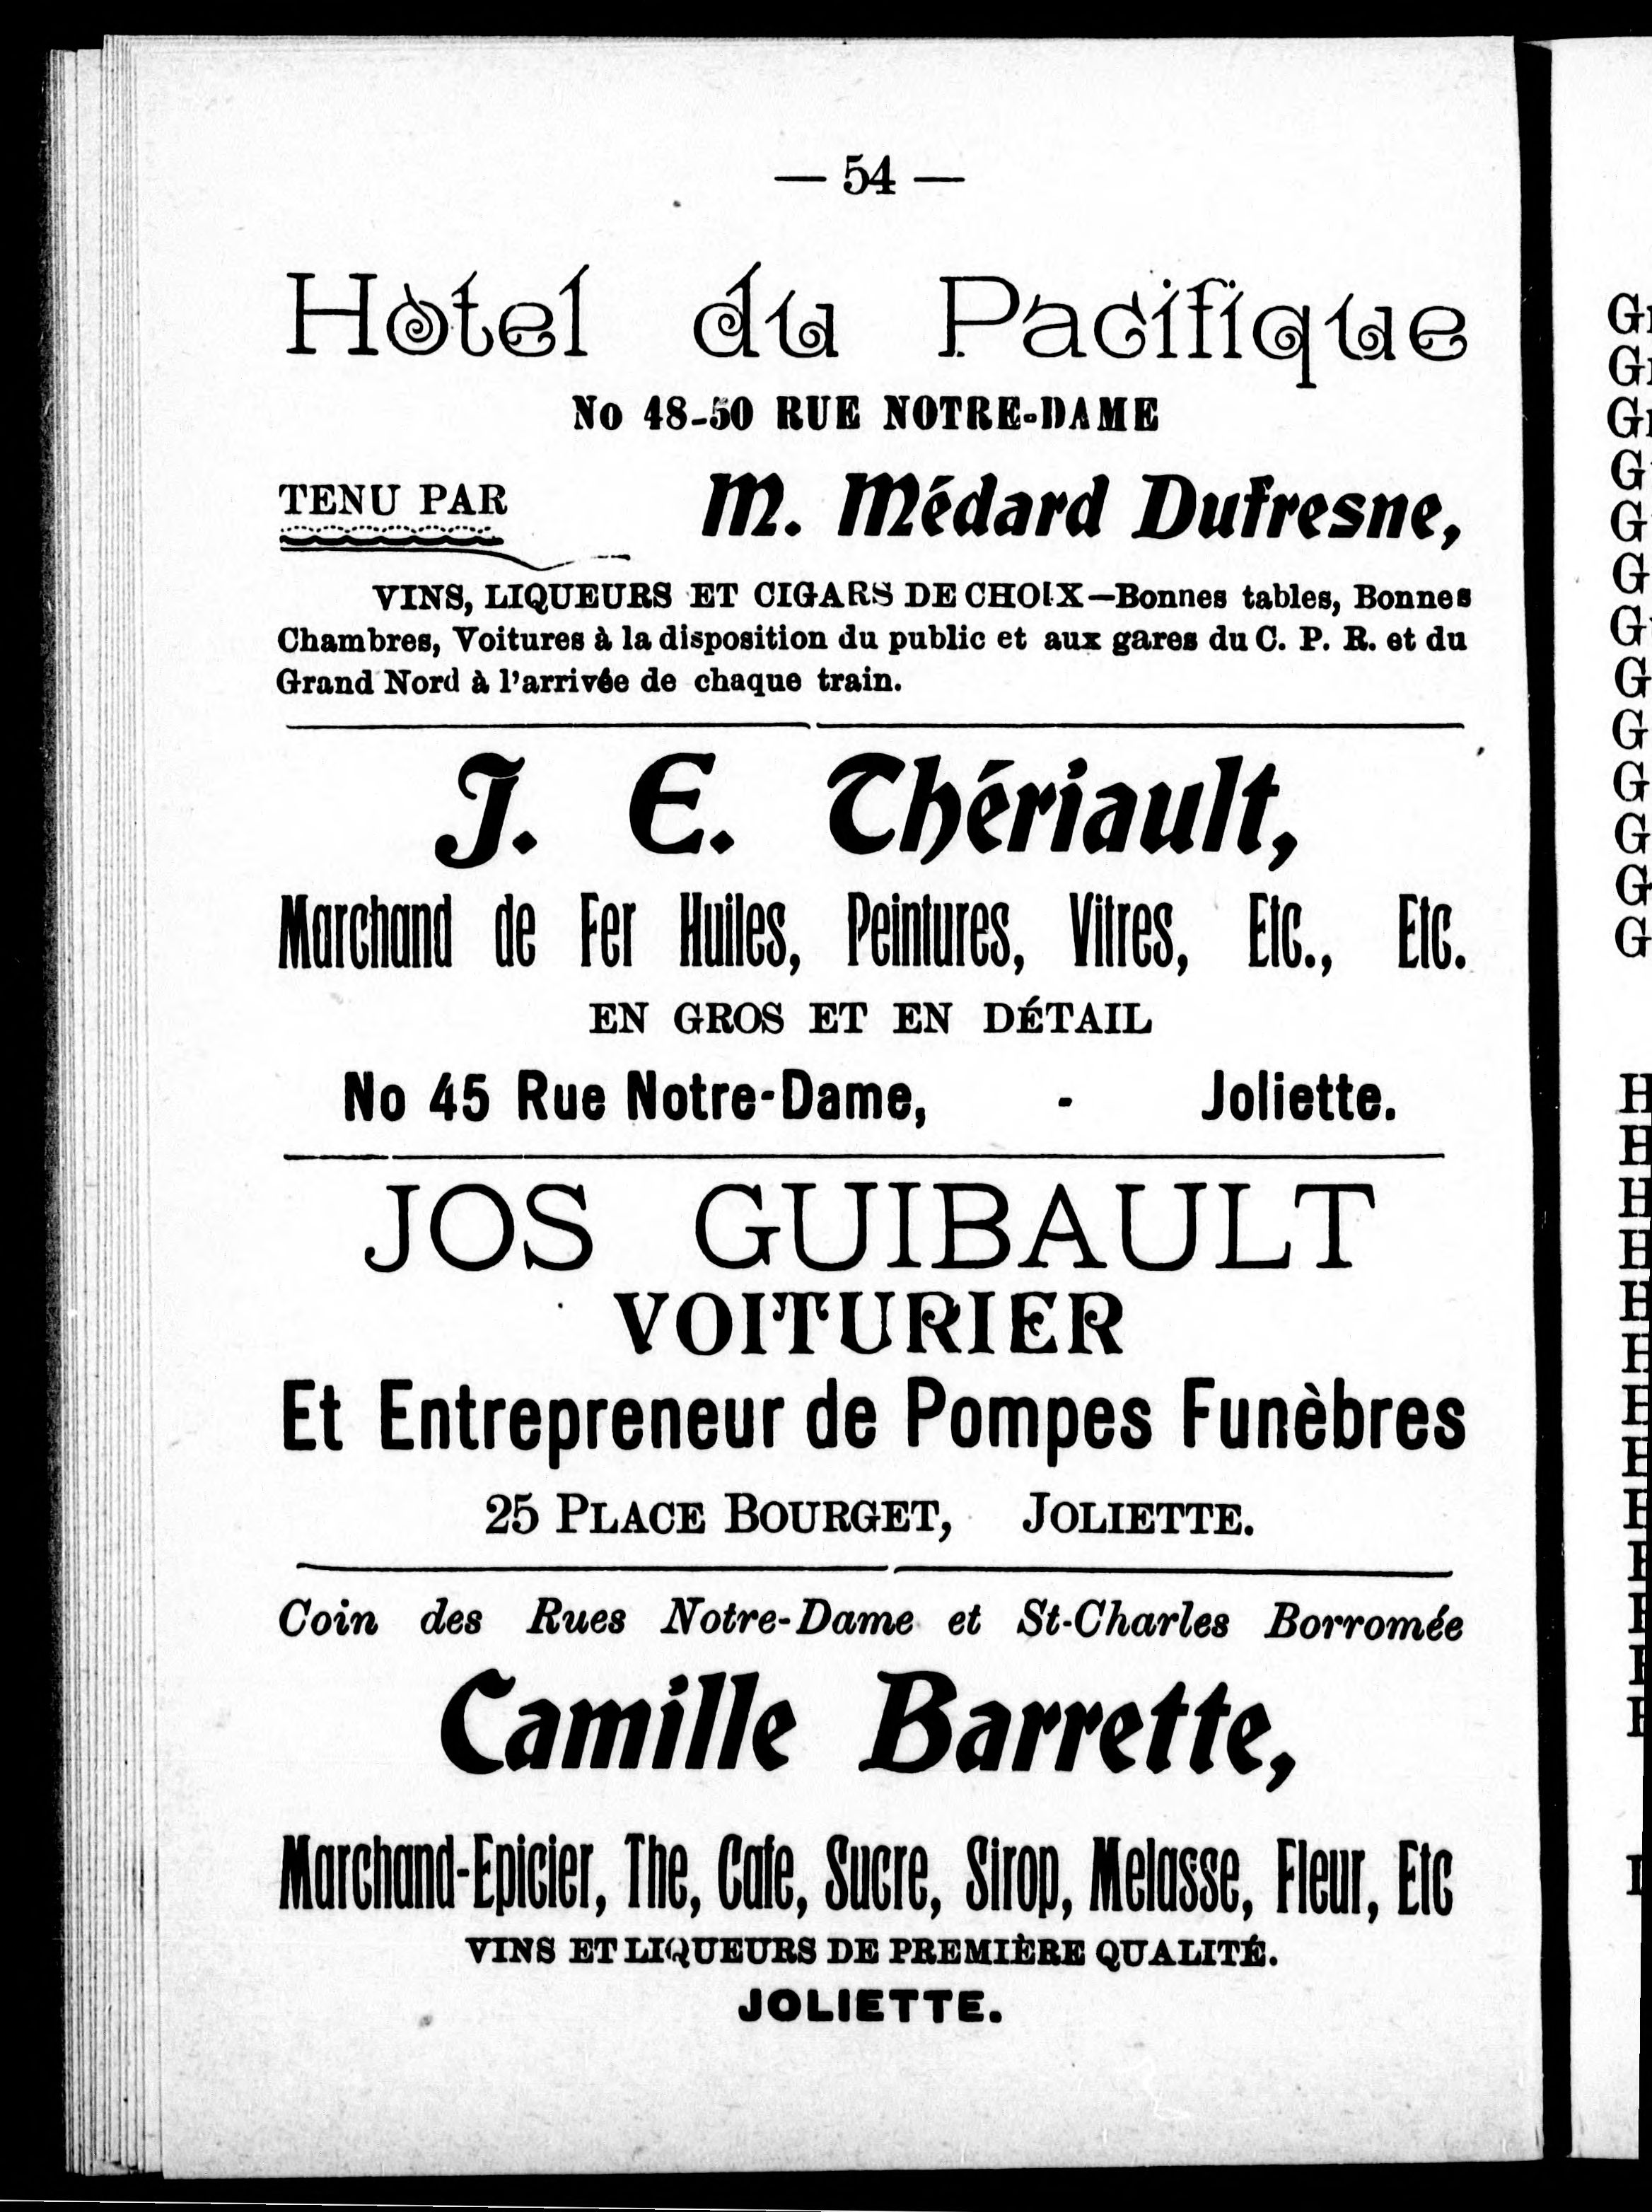 — 54 —
Hòtel du Pacifique
No 48-50 RUE NOTRE-DAME
TENU PAR M. Médard Dufresne,
VINS, LIQUEURS ET CIGARS DE CHOIX—Bonnes tables, Bonnes
Chambres, Voitures à la disposition du public et aux gares du C. P. R. et du
Grand Nord à l'arrivée de chaque train.
J. E. Thériault,
Marchand de Fer Huiles, Peintures, Vitres, Etc., Etc.
EN GROS ET EN DÉTAIL
No 45 Rue Notre-Dame, - Joliette.
JOS GUIBAULT
VOITURIER
Et Entrepreneur de Pompes Funèbres
25 PLACE BOURGET, JOLIETTE.
Coin des Rues Notre-Dame et St-Charles Borromée
Camille Barrette,
Marchand-Epicier, The, Cafe, Sucre, Sirop, Melasse, Fleur, Etc
VINS ET LIQUEURS DE PREMIÈRE QUALITÉ.
JOLIETTE.